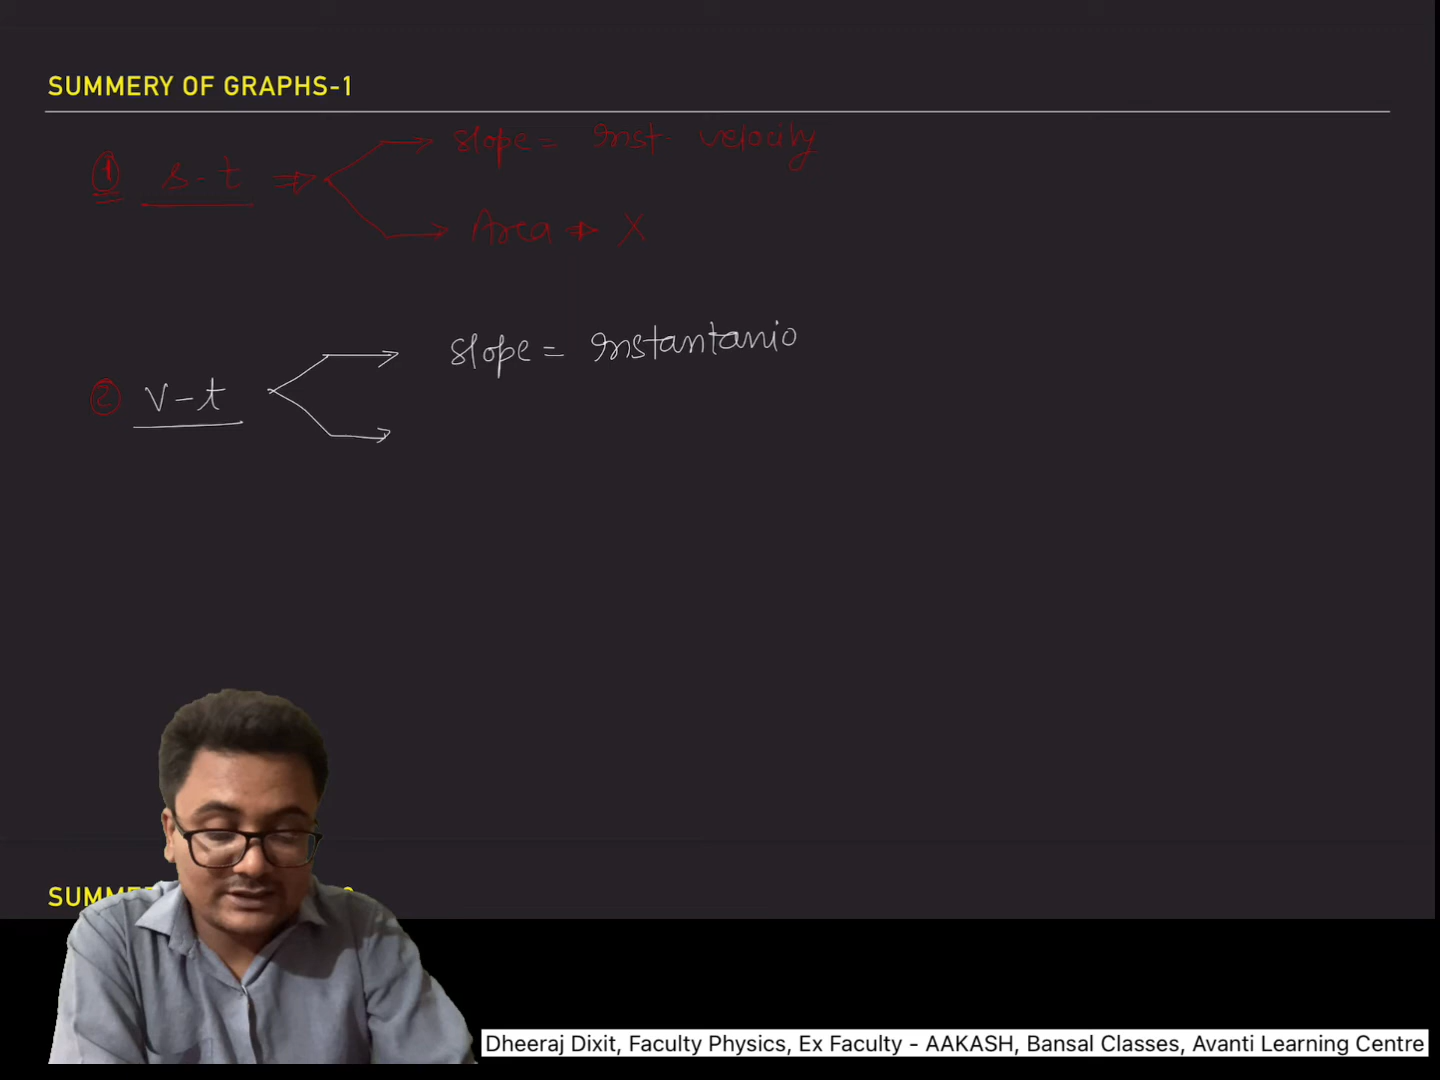 SUMMERY OF GRAPHS-1
① s-t ⇒ → slope = inst. velocity
→ Area ⇒ X
② v-t → slope = instantanio
Dheeraj Dixit, Faculty Physics, Ex Faculty - AAKASH, Bansal Classes, Avanti Learning Centre